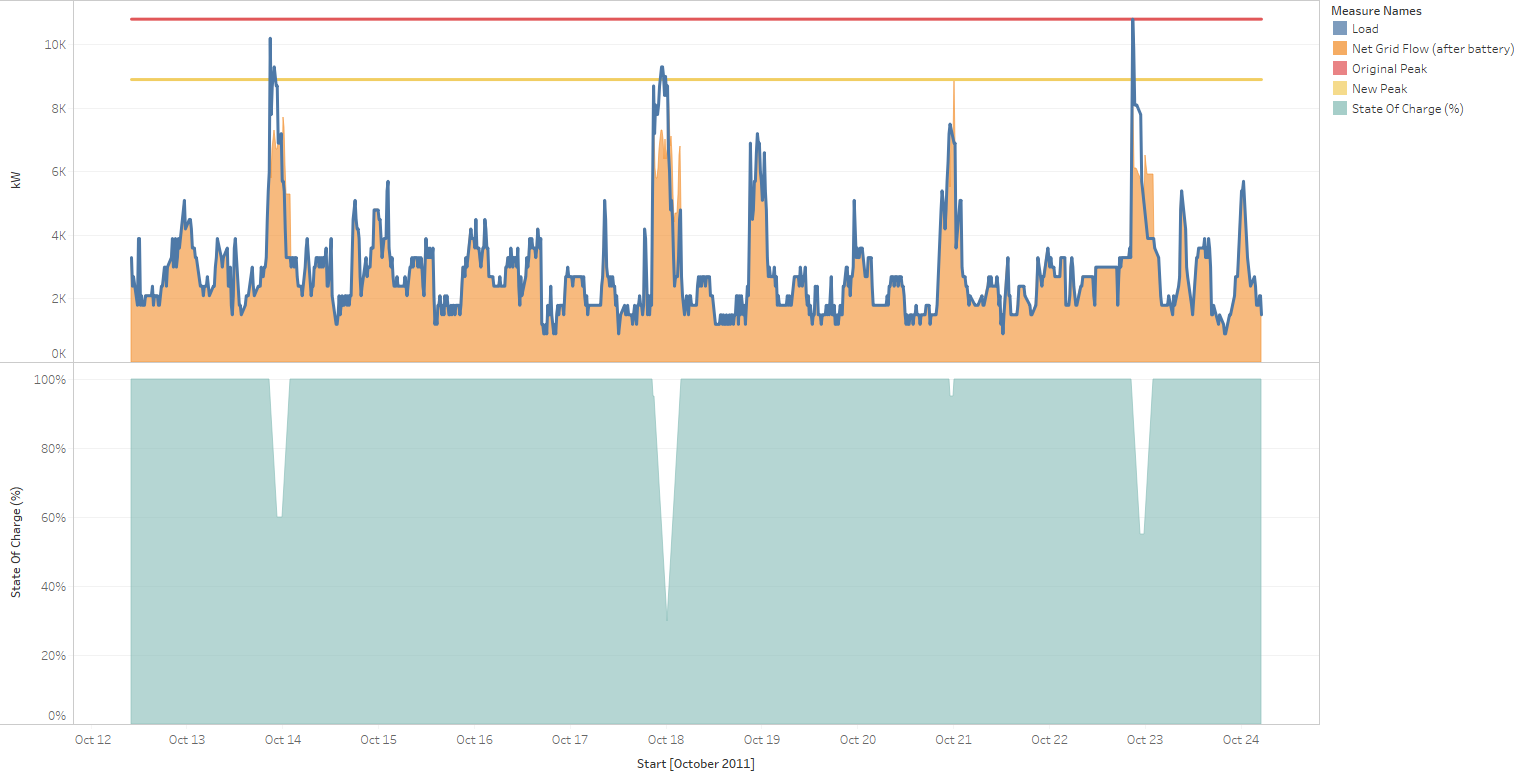 Measure Names
Load
Net Grid Flow (after battery)
Original Peak
New Peak
State Of Charge (%)
kW
10K
8K
6K
4K
2K
0K
State Of Charge (%)
100%
80%
60%
40%
20%
0%
Oct 12 Oct 13 Oct 14 Oct 15 Oct 16 Oct 17 Oct 18 Oct 19 Oct 20 Oct 21 Oct 22 Oct 23 Oct 24
Start [October 2011]